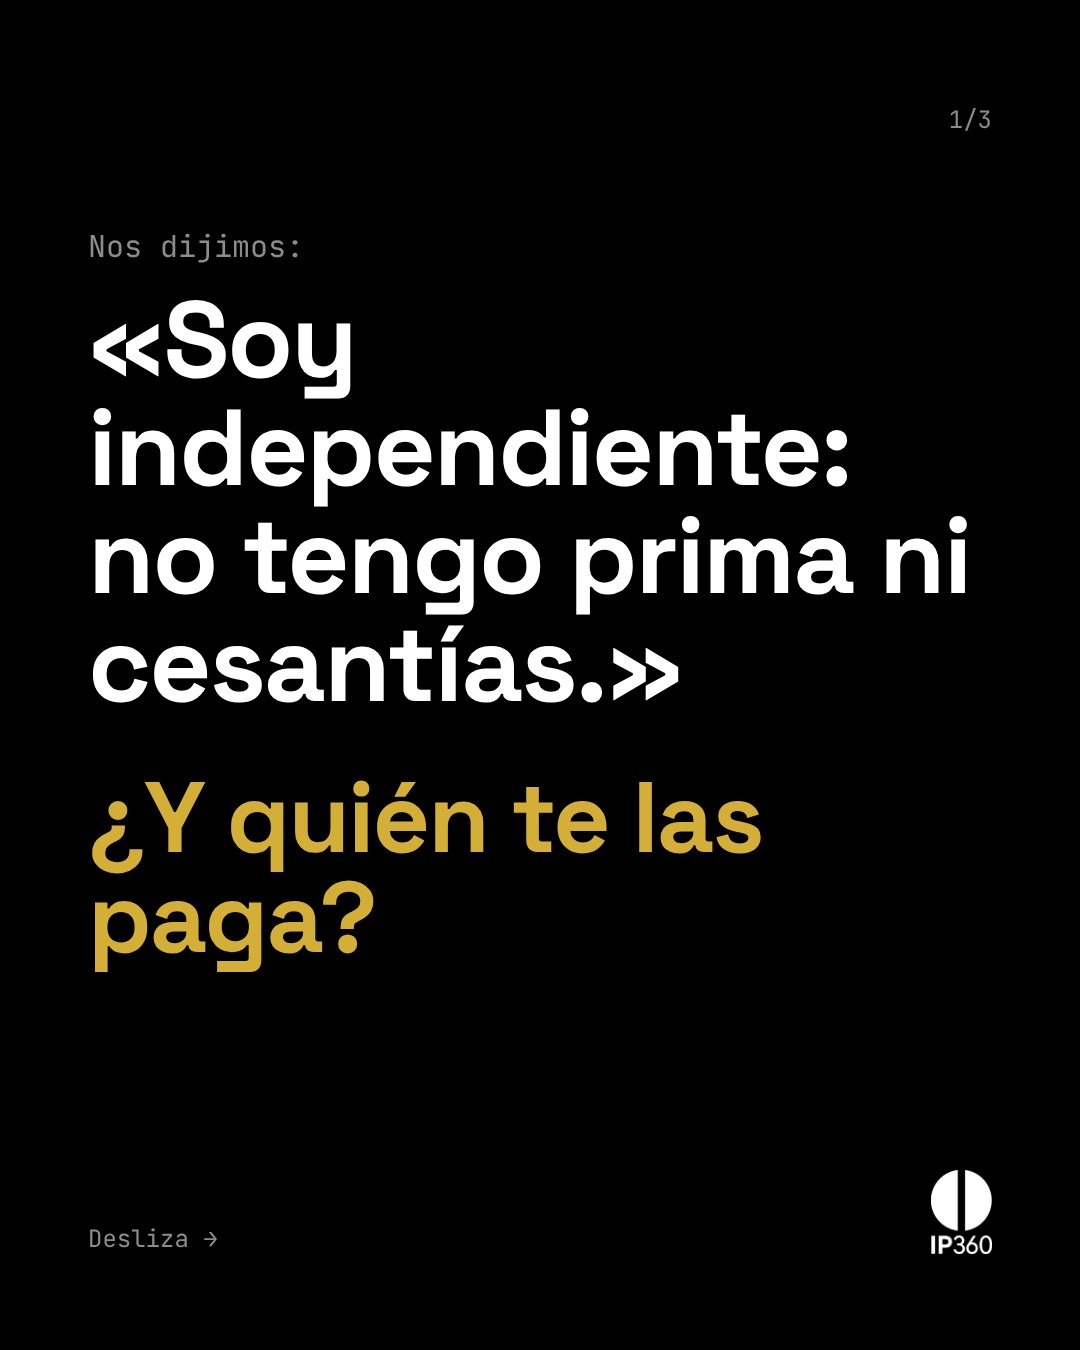 1/3
Nos dijimos:
«Soy
independiente:
no tengo prima ni
cesantías.»
¿Y quién te las
paga?
Desliza →
IP360